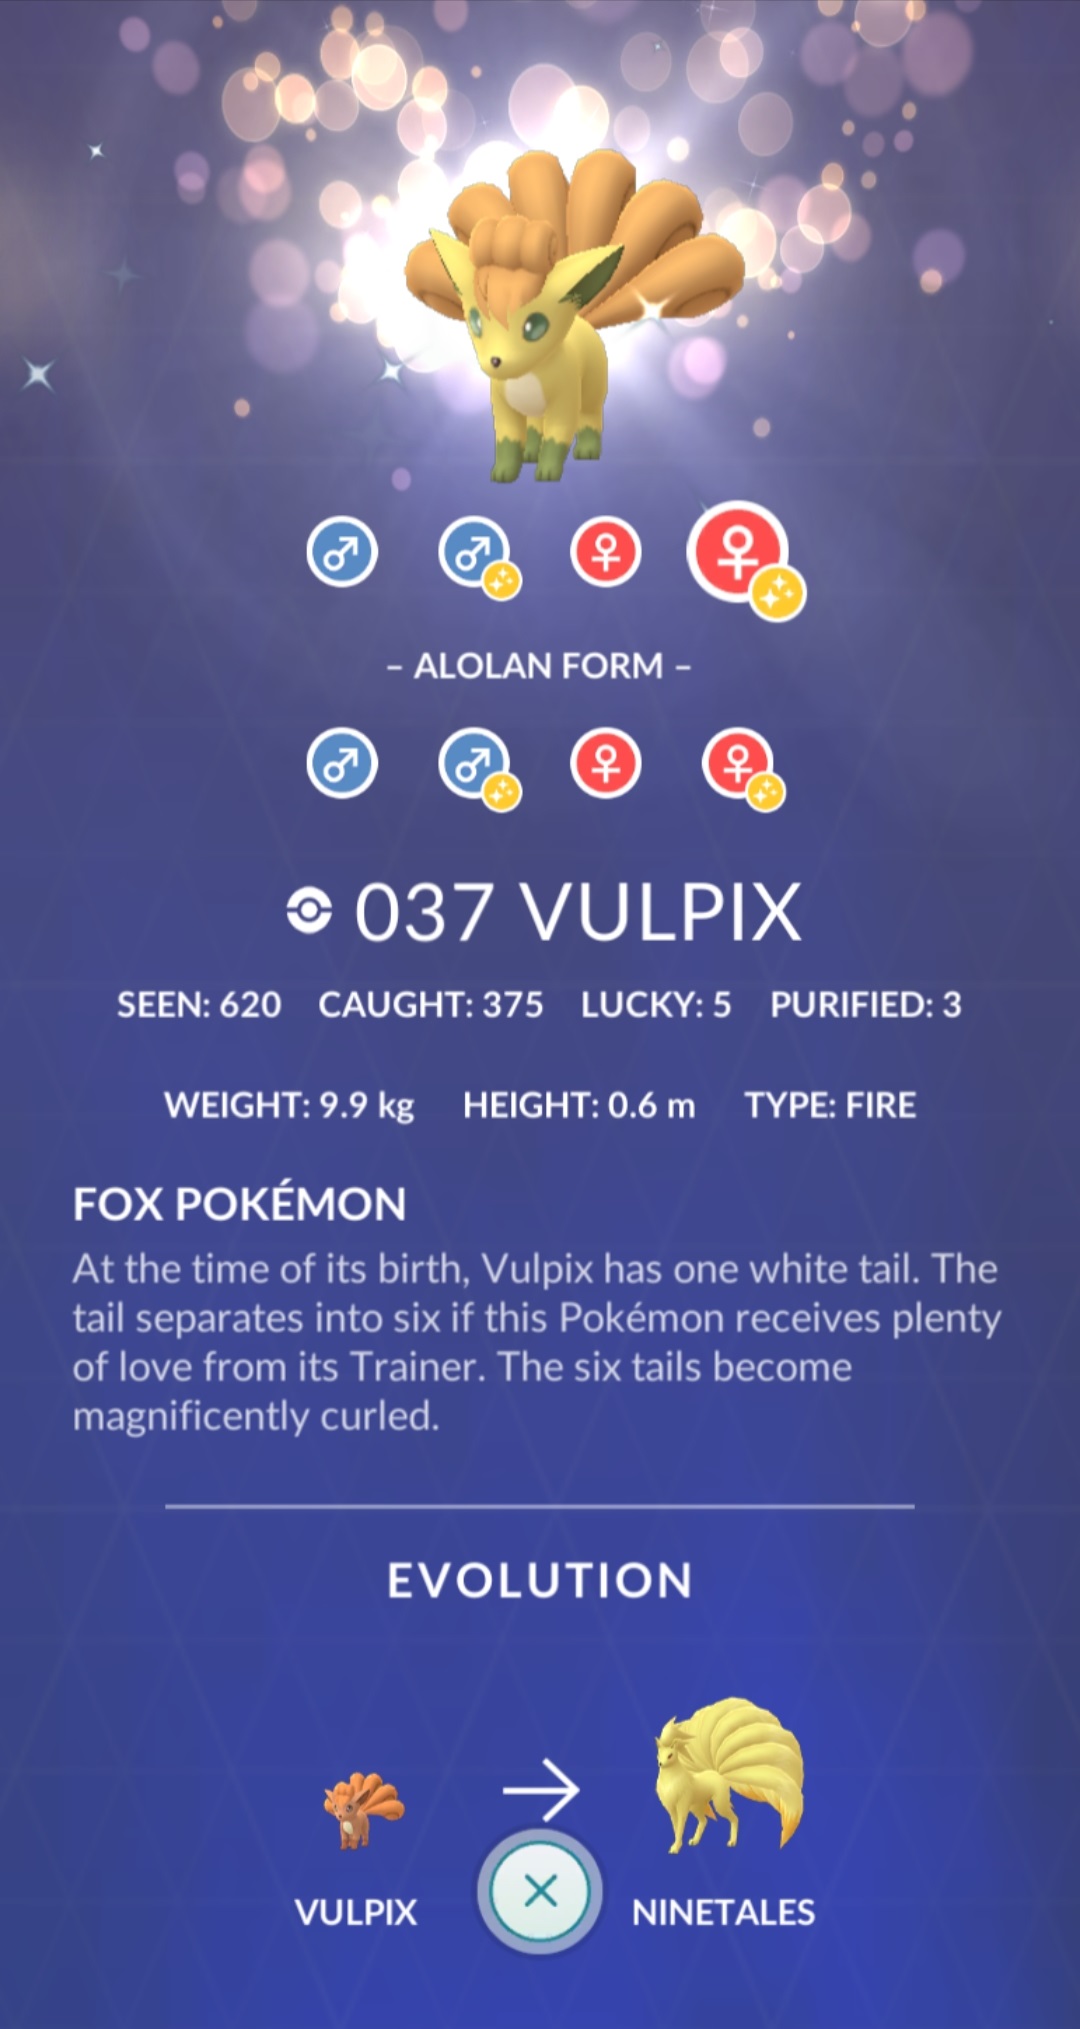 – ALOLAN FORM –
037 VULPIX
SEEN: 620 CAUGHT: 375 LUCKY: 5 PURIFIED: 3
WEIGHT: 9.9 kg HEIGHT: 0.6 m TYPE: FIRE
FOX POKÉMON
At the time of its birth, Vulpix has one white tail. The
tail separates into six if this Pokémon receives plenty
of love from its Trainer. The six tails become
magnificently curled.
EVOLUTION
VULPIX NINETALES